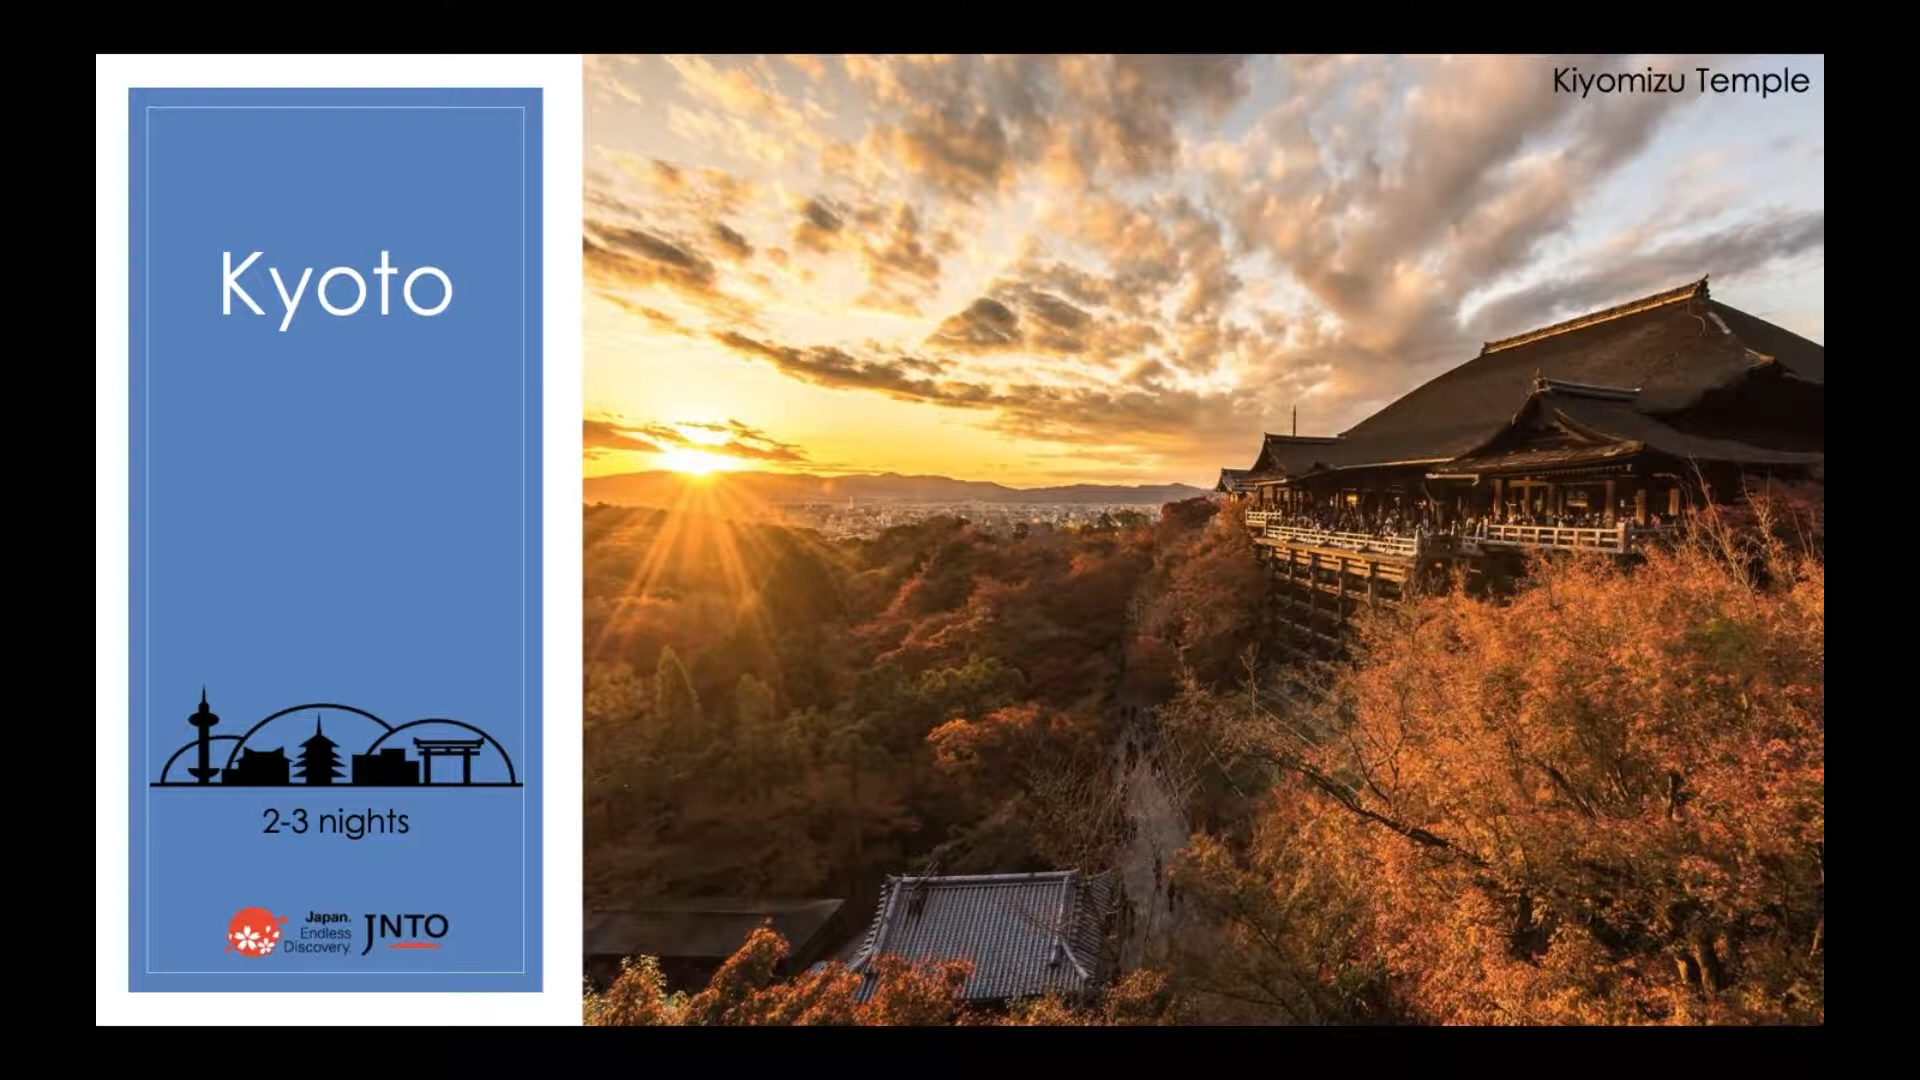 Kiyomizu Temple
Kyoto
2-3 nights
Japan.
Endless
Discovery.
JNTO